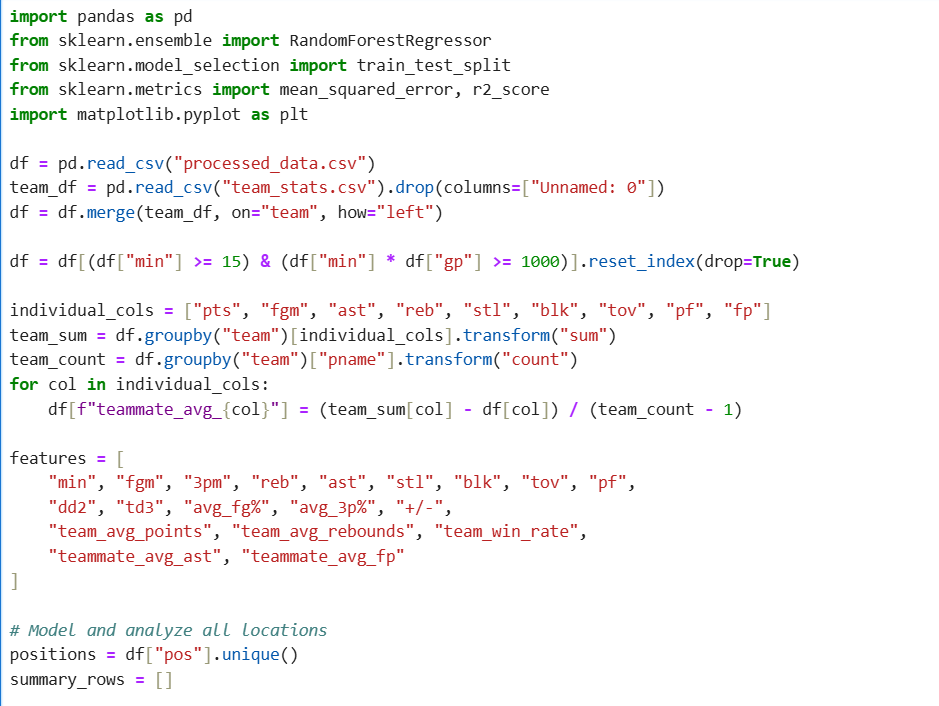 import pandas as pd
from sklearn.ensemble import RandomForestRegressor
from sklearn.model_selection import train_test_split
from sklearn.metrics import mean_squared_error, r2_score
import matplotlib.pyplot as plt

df = pd.read_csv("processed_data.csv")
team_df = pd.read_csv("team_stats.csv").drop(columns=["Unnamed: 0"])
df = df.merge(team_df, on="team", how="left")

df = df[(df["min"] >= 15) & (df["min"] * df["gp"] >= 1000)].reset_index(drop=True)

individual_cols = ["pts", "fgm", "ast", "reb", "stl", "blk", "tov", "pf", "fp"]
team_sum = df.groupby("team")[individual_cols].transform("sum")
team_count = df.groupby("team")["pname"].transform("count")
for col in individual_cols:
    df[f"teammate_avg_{col}"] = (team_sum[col] - df[col]) / (team_count - 1)

features = [
    "min", "fgm", "3pm", "reb", "ast", "stl", "blk", "tov", "pf",
    "dd2", "td3", "avg_fg%", "avg_3p%", "+/-",
    "team_avg_points", "team_avg_rebounds", "team_win_rate",
    "teammate_avg_ast", "teammate_avg_fp"
]

# Model and analyze all locations
positions = df["pos"].unique()
summary_rows = []